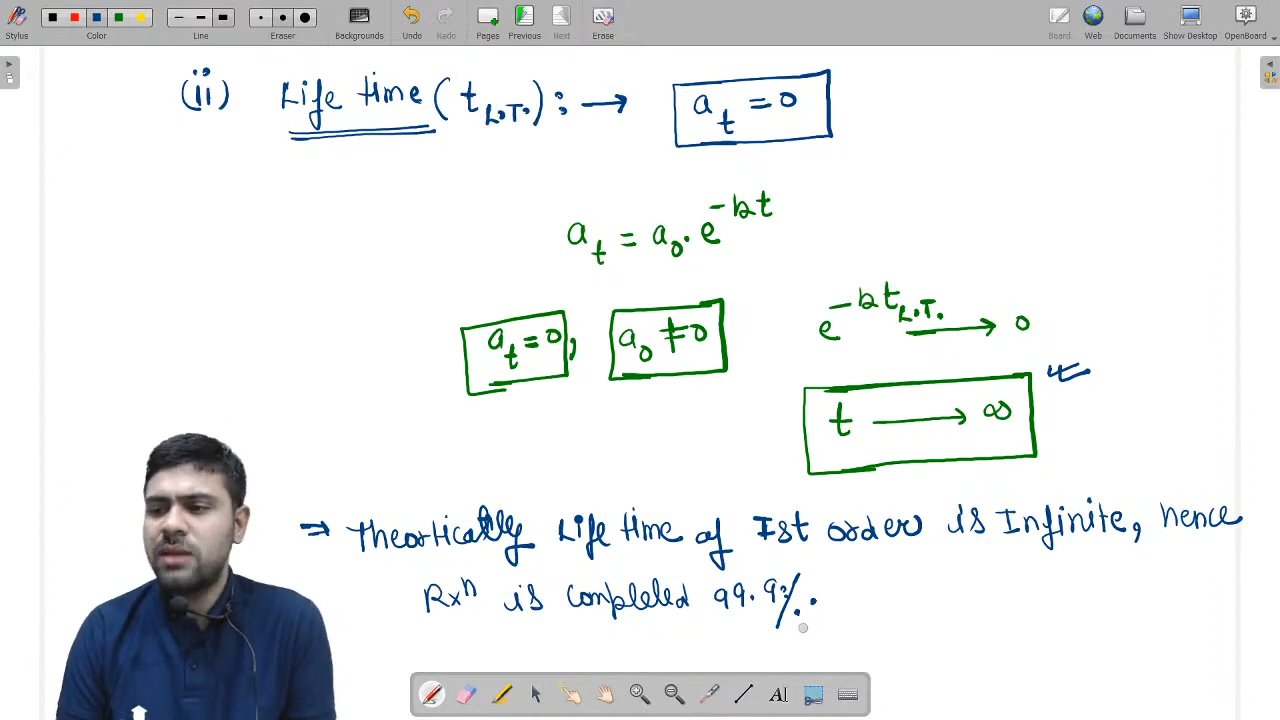 Stylus Color Line Eraser Backgrounds Undo Redo Pages Previous Next Erase Board Web Documents Show Desktop OpenBoard
(ii) Life time (t L.T.) : → a_t = 0
a_t = a_0 . e^-kt
e^-kt L.T. → 0
a_t = 0, a_0 ≠ 0
t → ∞
⇒ Theortically Life time of Ist order is Infinite, hence
Rxⁿ is completed 99.9%.